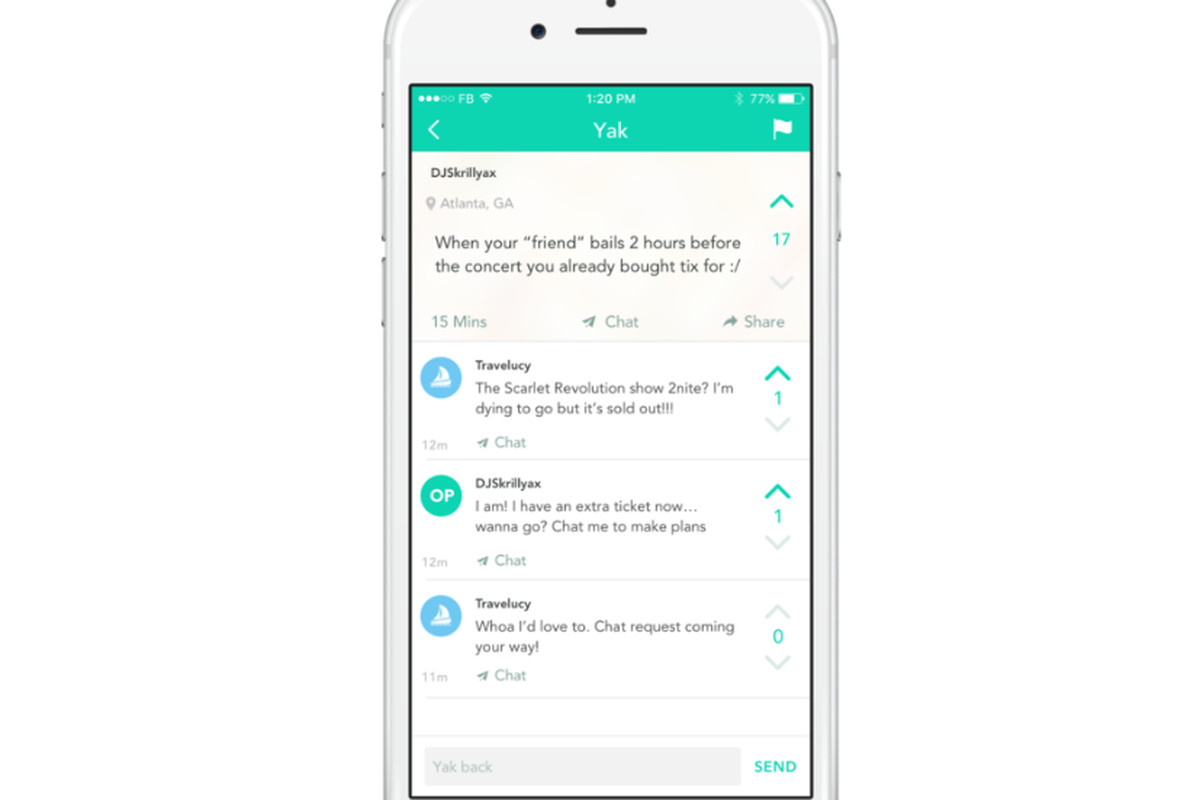 FB 1:20 PM 77%
Yak
DJSkrillyax
Atlanta, GA
17
When your “friend” bails 2 hours before
the concert you already bought tix for :/
15 Mins Chat Share
Travelucy
The Scarlet Revolution show 2nite? I’m
dying to go but it’s sold out!!!
1
12m Chat
OP
DJSkrillyax
I am! I have an extra ticket now...
wanna go? Chat me to make plans
1
12m Chat
Travelucy
Whoa I’d love to. Chat request coming
your way!
0
11m Chat
Yak back SEND